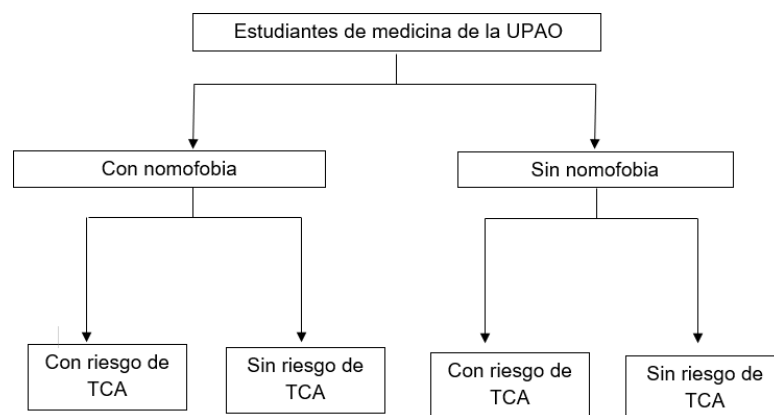 Estudiantes de medicina de la UPAO
Con nomofobia
Sin nomofobia
Con riesgo de
TCA
Sin riesgo de
TCA
Con riesgo de
TCA
Sin riesgo de
TCA